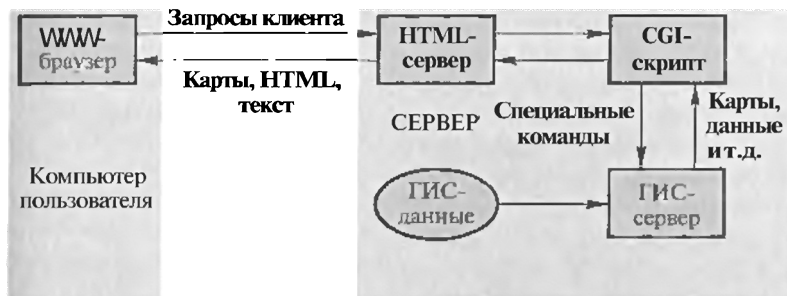 Запросы клиента
WWW-
браузер
Карты, HTML,
текст
HTML-
сервер
CGI-
скрипт
СЕРВЕР
Специальные
команды
Карты,
данные
и т.д.
Компьютер
пользователя
ГИС-
данные
ГИС-
сервер